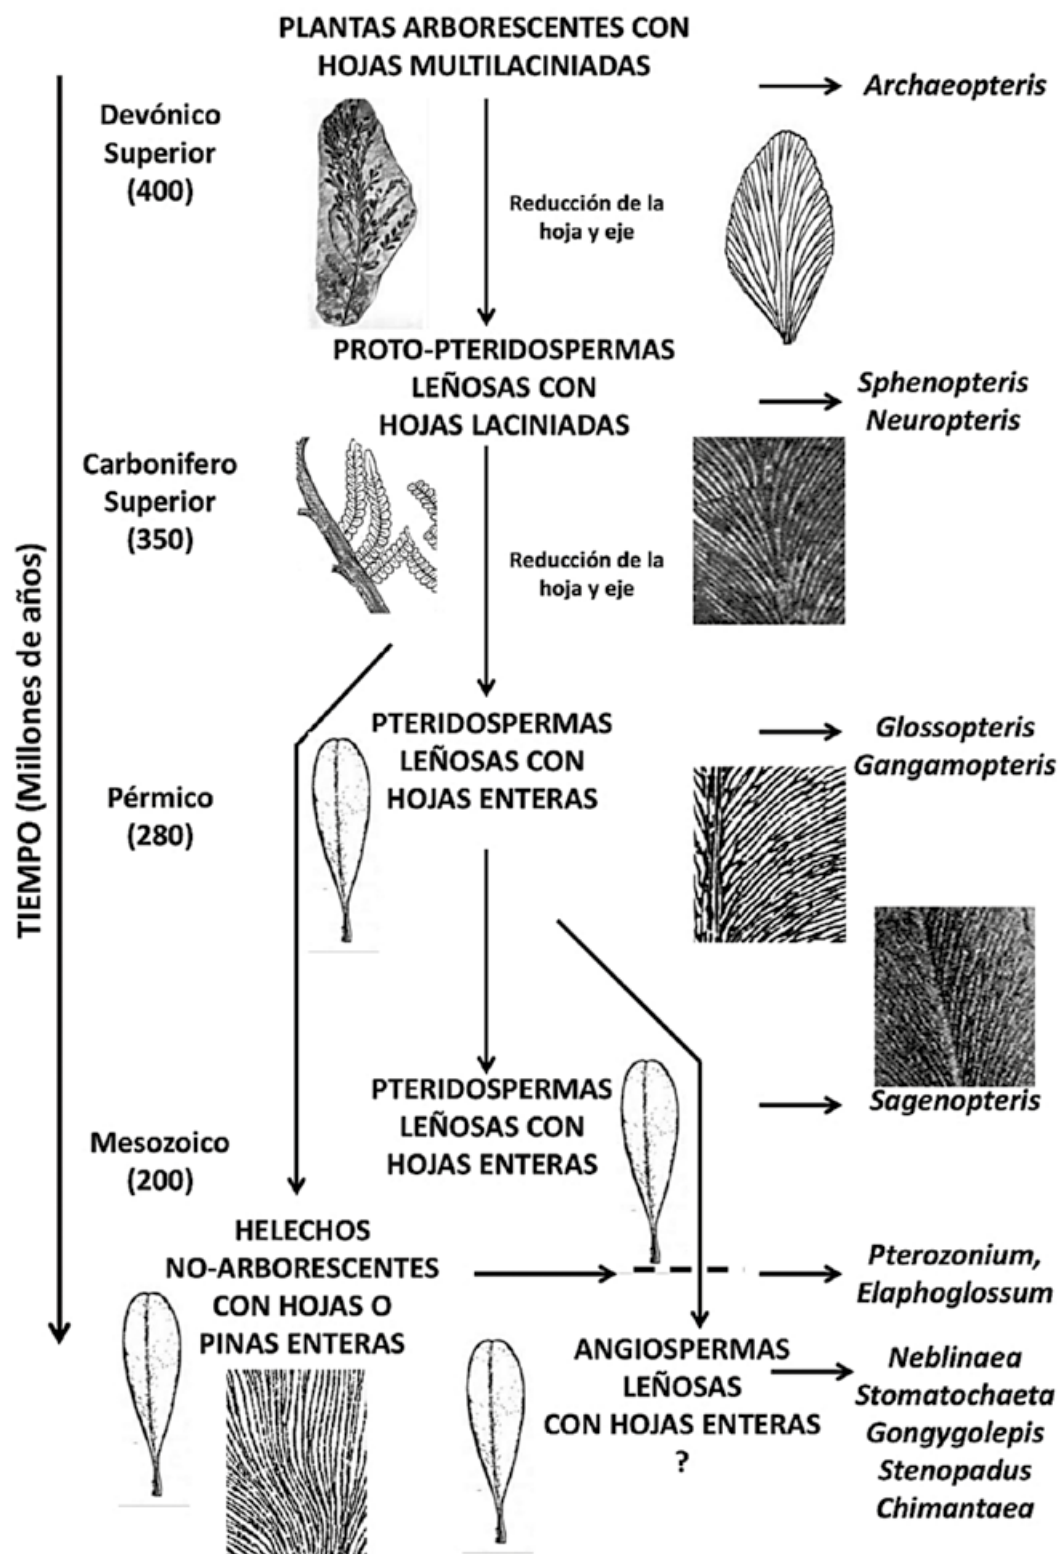 PLANTAS ARBORESCENTES CON
HOJAS MULTILACINIADAS
Archaeopteris
Devónico
Superior
(400)
Reducción de la
hoja y eje
PROTO-PTERIDOSPERMAS
LEÑOSAS CON
HOJAS LACINIADAS
Sphenopteris
Neuropteris
Carbonifero
Superior
(350)
Reducción de la
hoja y eje
TIEMPO (Millones de años)
PTERIDOSPERMAS
LEÑOSAS CON
HOJAS ENTERAS
Glossopteris
Gangamopteris
Pérmico
(280)
PTERIDOSPERMAS
LEÑOSAS CON
HOJAS ENTERAS
Sagenopteris
Mesozoico
(200)
HELECHOS
NO-ARBORESCENTES
CON HOJAS O
PINAS ENTERAS
Pterozonium,
Elaphoglossum
ANGIOSPERMAS
LEÑOSAS
CON HOJAS ENTERAS
?
Neblinaea
Stomatochaeta
Gongygolepis
Stenopadus
Chimantaea